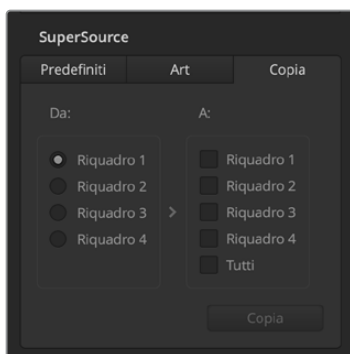 SuperSource
Predefiniti Art Copia
Da: A:
Riquadro 1 Riquadro 1
Riquadro 2 Riquadro 2
Riquadro 3 > Riquadro 3
Riquadro 4 Riquadro 4
Tutti
Copia